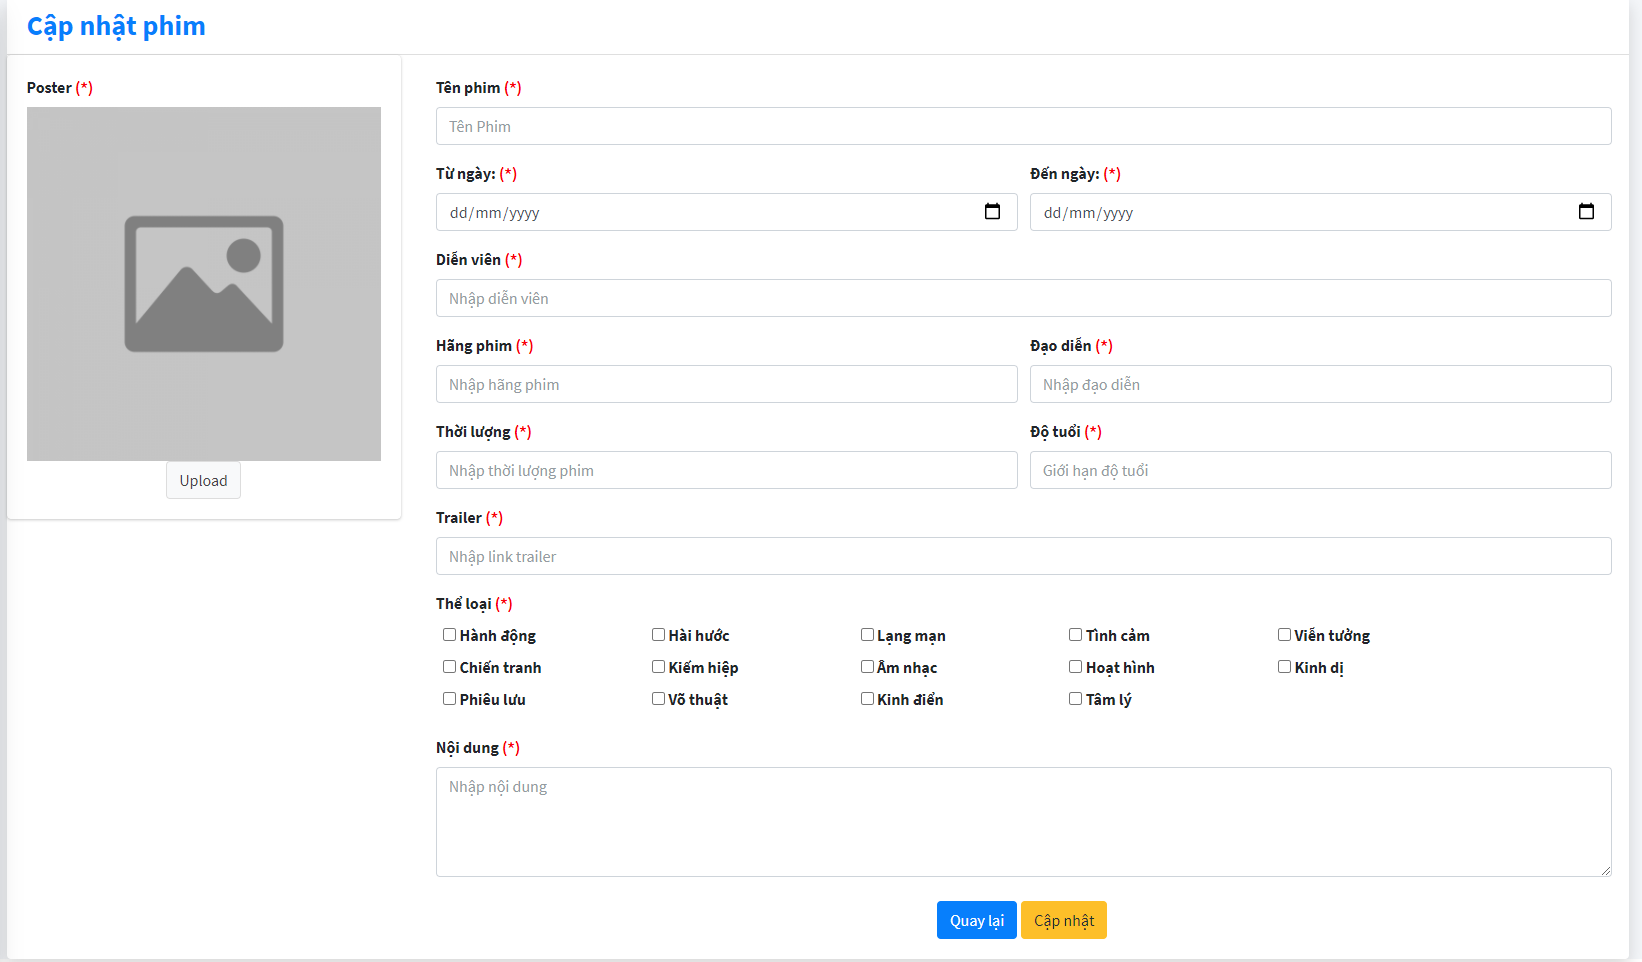 Cập nhật phim
Poster (*)
Upload
Tên phim (*)
Tên Phim
Từ ngày: (*) Đến ngày: (*)
dd/mm/yyyy dd/mm/yyyy
Diễn viên (*)
Nhập diễn viên
Hãng phim (*) Đạo diễn (*)
Nhập hãng phim Nhập đạo diễn
Thời lượng (*) Độ tuổi (*)
Nhập thời lượng phim Giới hạn độ tuổi
Trailer (*)
Nhập link trailer
Thể loại (*)
Hành động Hài hước Lạng mạn Tình cảm Viễn tưởng
Chiến tranh Kiếm hiệp Âm nhạc Hoạt hình Kinh dị
Phiêu lưu Võ thuật Kinh điển Tâm lý
Nội dung (*)
Nhập nội dung
Quay lại Cập nhật